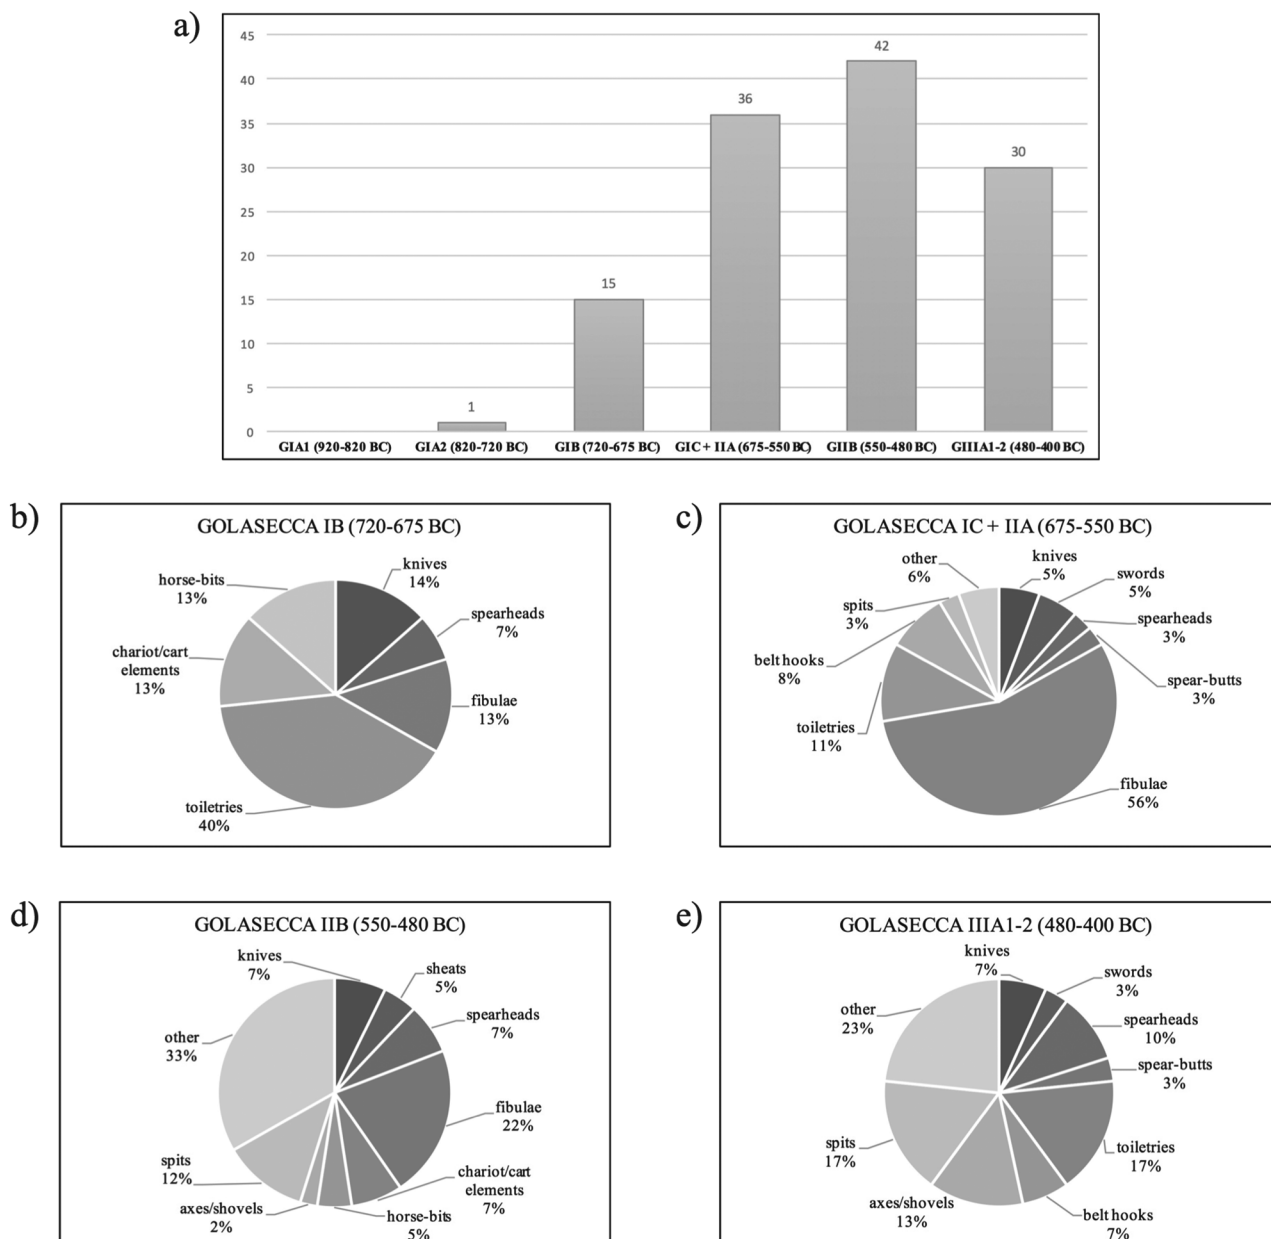 a)
45
40
35
30
25
20
15
10
5
0
1
15
36
42
30
GIA1 (920-820 BC)
GIA2 (820-720 BC)
GIB (720-675 BC)
GIC + IIA (675-550 BC)
GIIB (550-480 BC)
GIIIA1-2 (480-400 BC)
b)
GOLASECCA IB (720-675 BC)
knives
14%
spearheads
7%
fibulae
13%
toiletries
40%
chariot/cart
elements
13%
horse-bits
13%
c)
GOLASECCA IC + IIA (675-550 BC)
knives
5%
swords
5%
spearheads
3%
spear-butts
3%
fibulae
56%
toiletries
11%
belt hooks
8%
spits
3%
other
6%
d)
GOLASECCA IIB (550-480 BC)
knives
7%
sheats
5%
spearheads
7%
fibulae
22%
chariot/cart
elements
7%
horse-bits
5%
axes/shovels
2%
spits
12%
other
33%
e)
GOLASECCA IIIA1-2 (480-400 BC)
knives
7%
swords
3%
spearheads
10%
spear-butts
3%
toiletries
17%
belt hooks
7%
axes/shovels
13%
spits
17%
other
23%